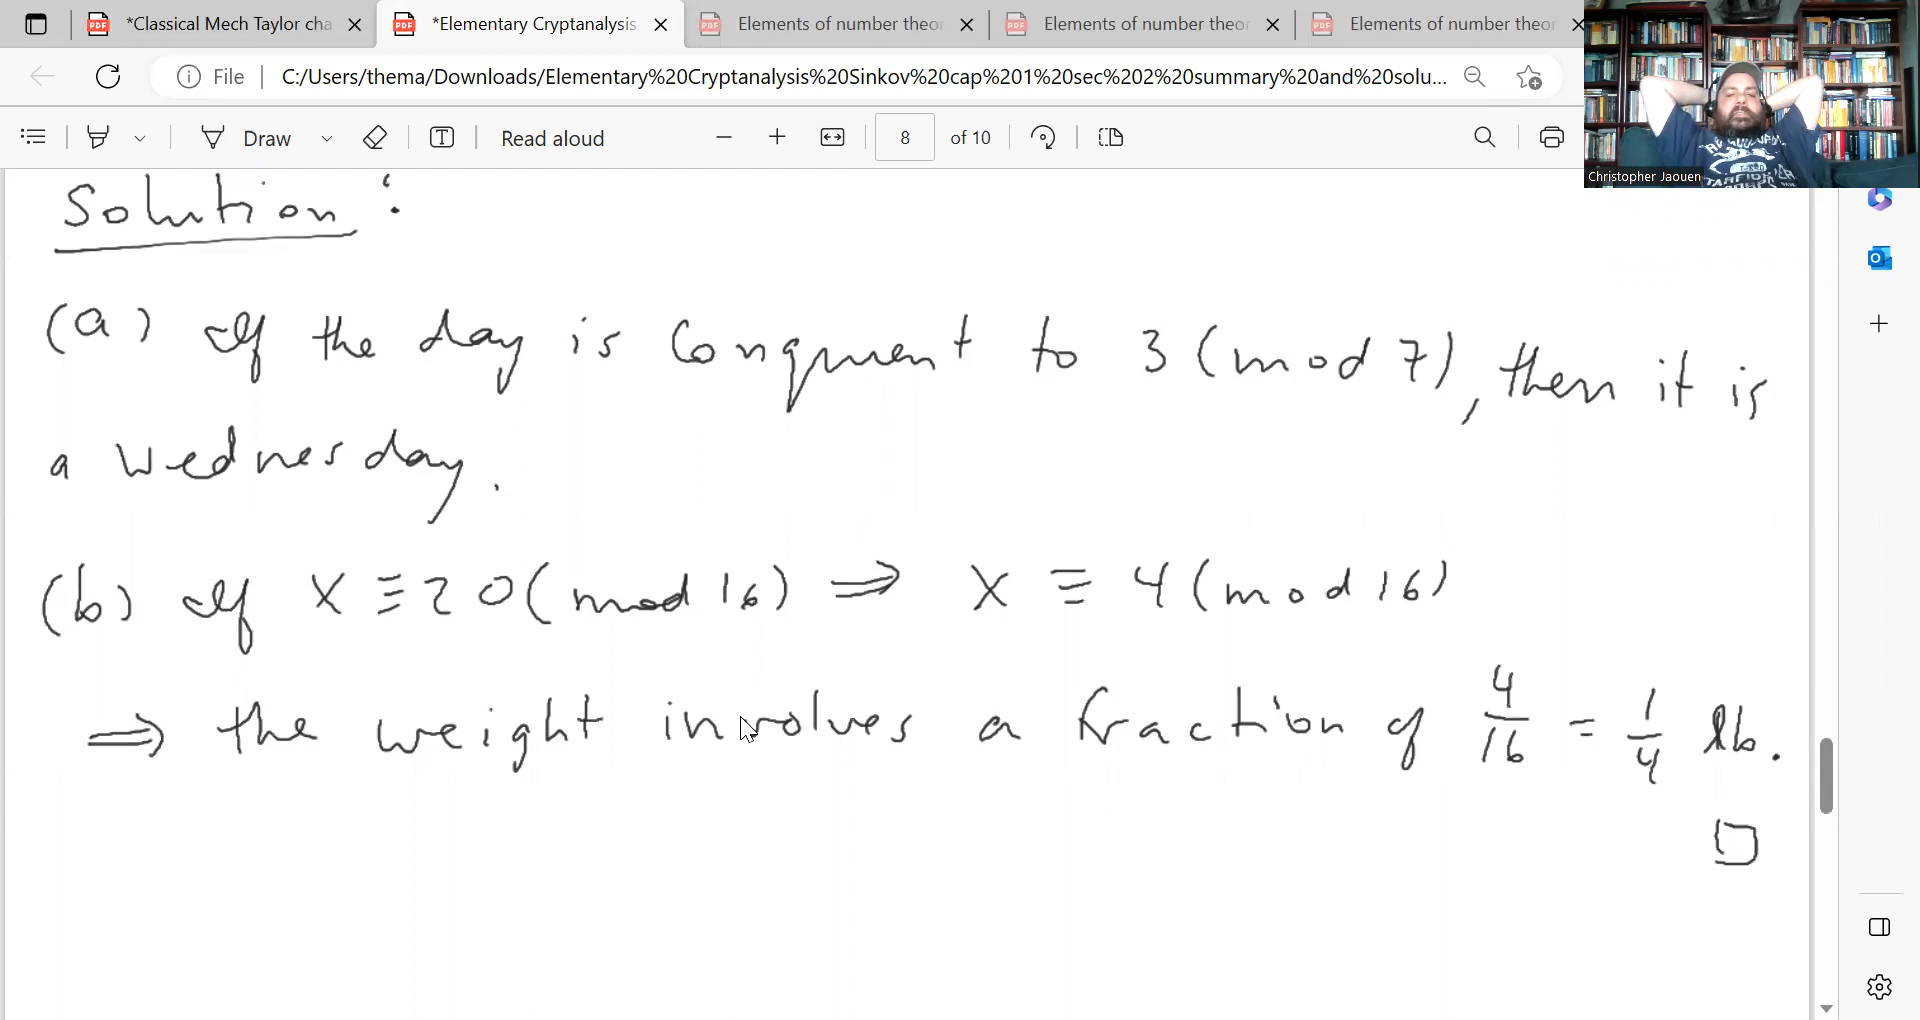 *Classical Mech Taylor cha
*Elementary Cryptanalysis
Elements of number theor
Elements of number theor
Elements of number theor
File
C:/Users/thema/Downloads/Elementary%20Cryptanalysis%20Sinkov%20cap%201%20sec%202%20summary%20and%20solu...
Draw
Read aloud
8
of 10
Christopher Jaouen
Solution:
(a) If the day is Congruent to 3 (mod 7), then it is
a Wednesday.
(b) If X ≡ 20 (mod 16) ⟹ X ≡ 4 (mod 16)
⟹ the weight involves a fraction of 4/16 = 1/4 lb.